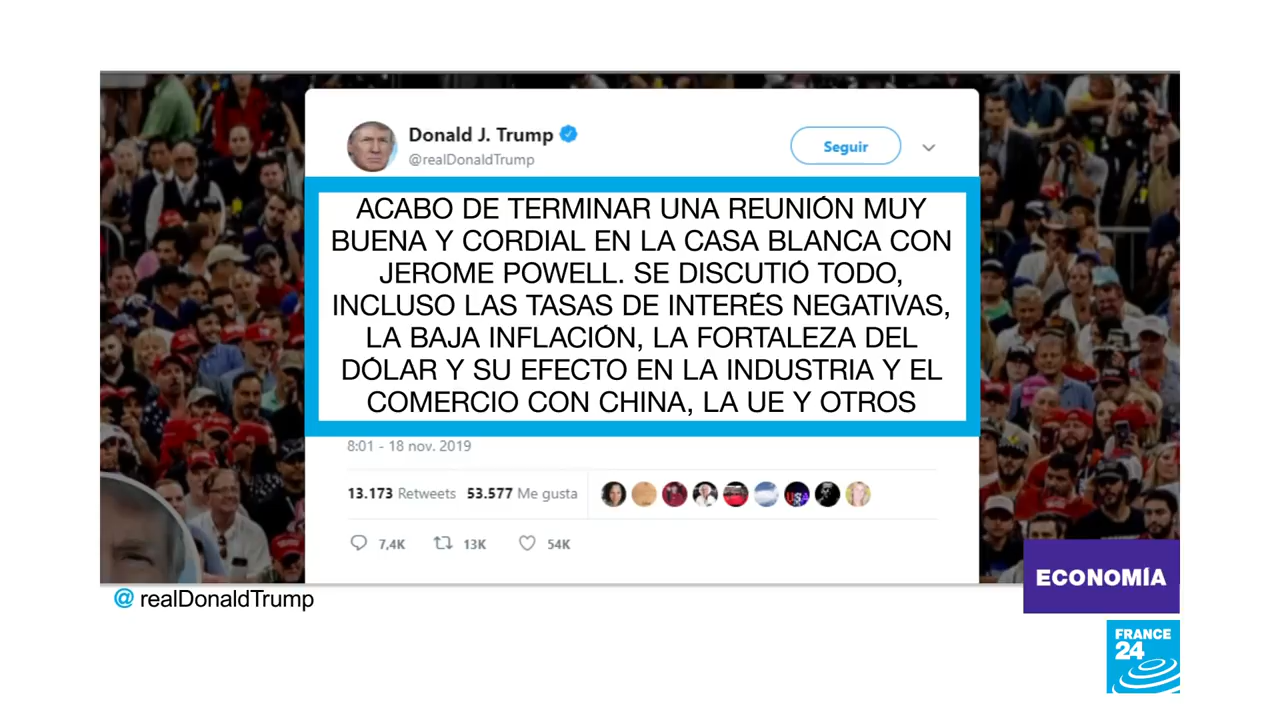 Donald J. Trump
@realDonaldTrump
Seguir
ACABO DE TERMINAR UNA REUNIÓN MUY
BUENA Y CORDIAL EN LA CASA BLANCA CON
JEROME POWELL. SE DISCUTIÓ TODO,
INCLUSO LAS TASAS DE INTERÉS NEGATIVAS,
LA BAJA INFLACIÓN, LA FORTALEZA DEL
DÓLAR Y SU EFECTO EN LA INDUSTRIA Y EL
COMERCIO CON CHINA, LA UE Y OTROS
8:01 - 18 nov. 2019
13.173 Retweets 53.577 Me gusta
USA
7,4K 13K 54K
@ realDonaldTrump
ECONOMÍA
FRANCE
24